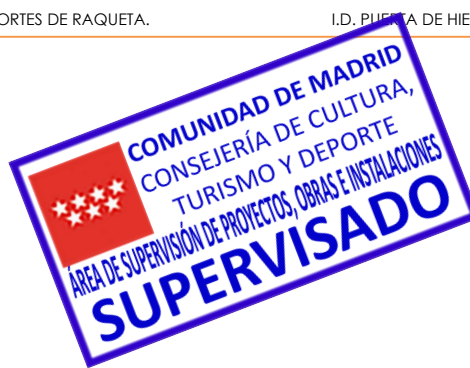 ORTES DE RAQUETA. I.D. PUERTA DE HIE
COMUNIDAD DE MADRID
CONSEJERÍA DE CULTURA,
TURISMO Y DEPORTE
ÁREA DE SUPERVISIÓN DE PROYECTOS, OBRAS E INSTALACIONES
SUPERVISADO